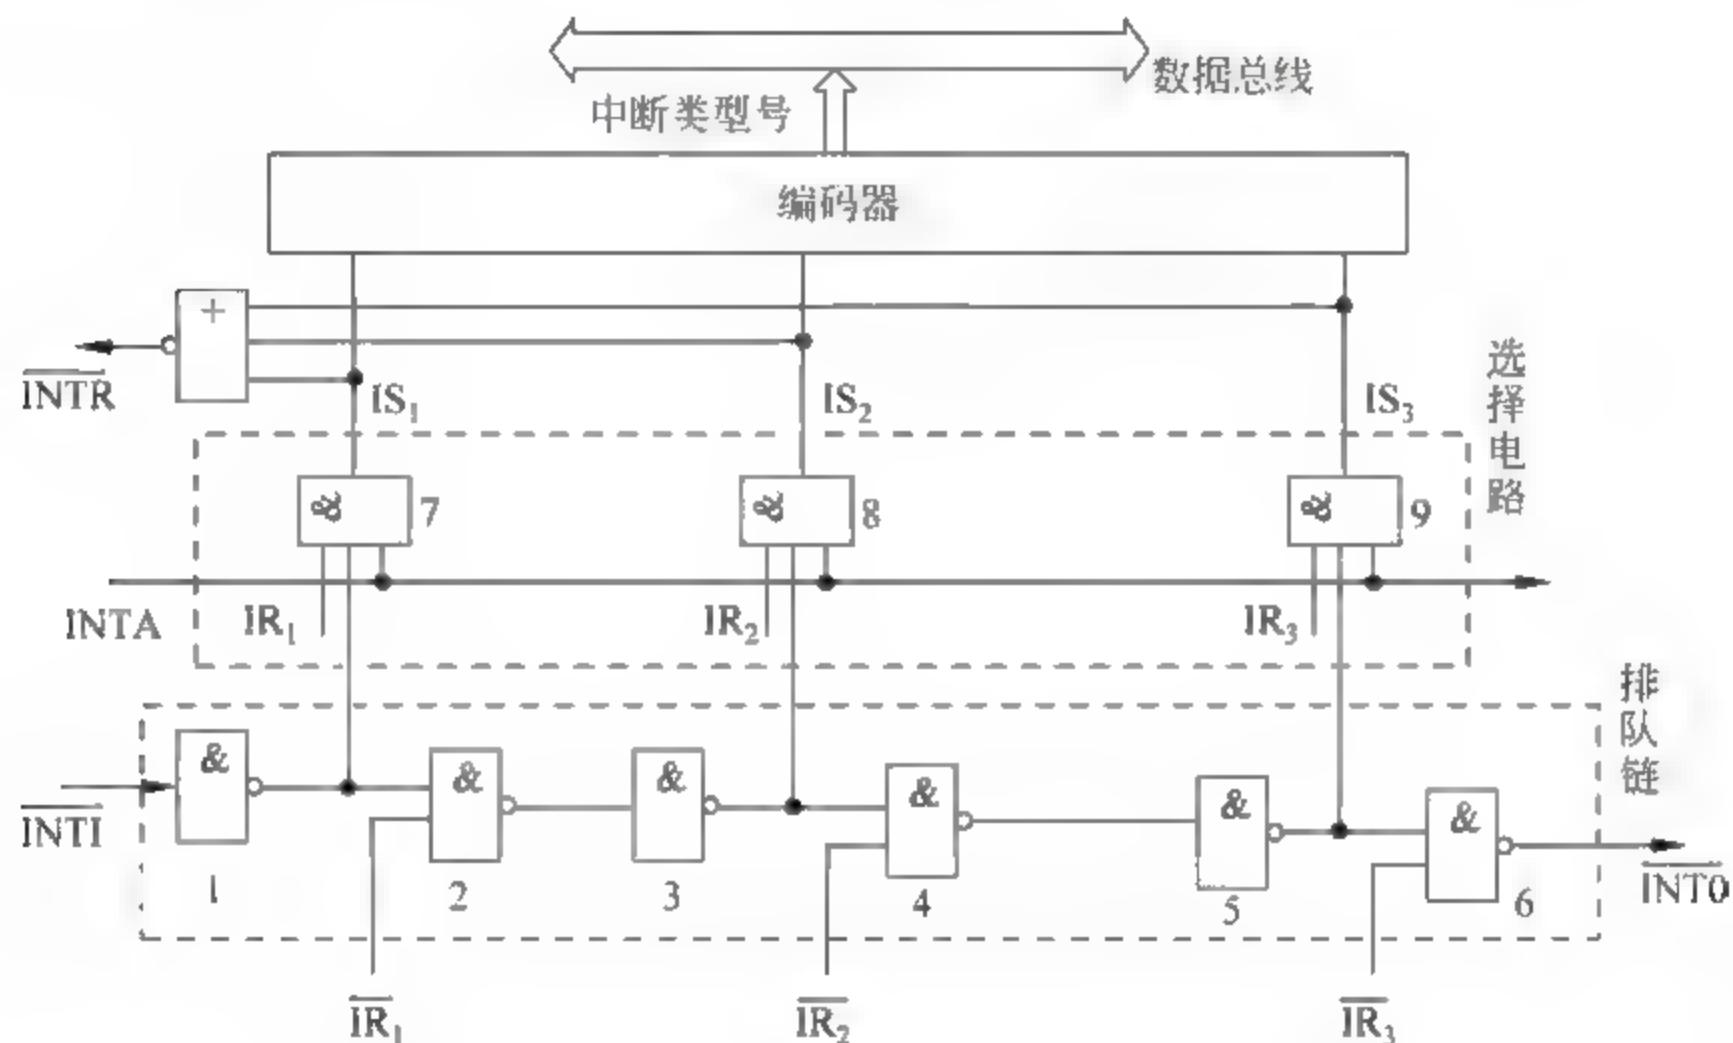 数据总线
中断类型号
编码器
+
INTR
IS₁
IS₂
IS₃
选择电路
& 7
& 8
& 9
INTA
IR₁
IR₂
IR₃
排队链
&
&
&
&
&
&
INTI
1
2
3
4
5
6
INT0
IR₁
IR₂
IR₃